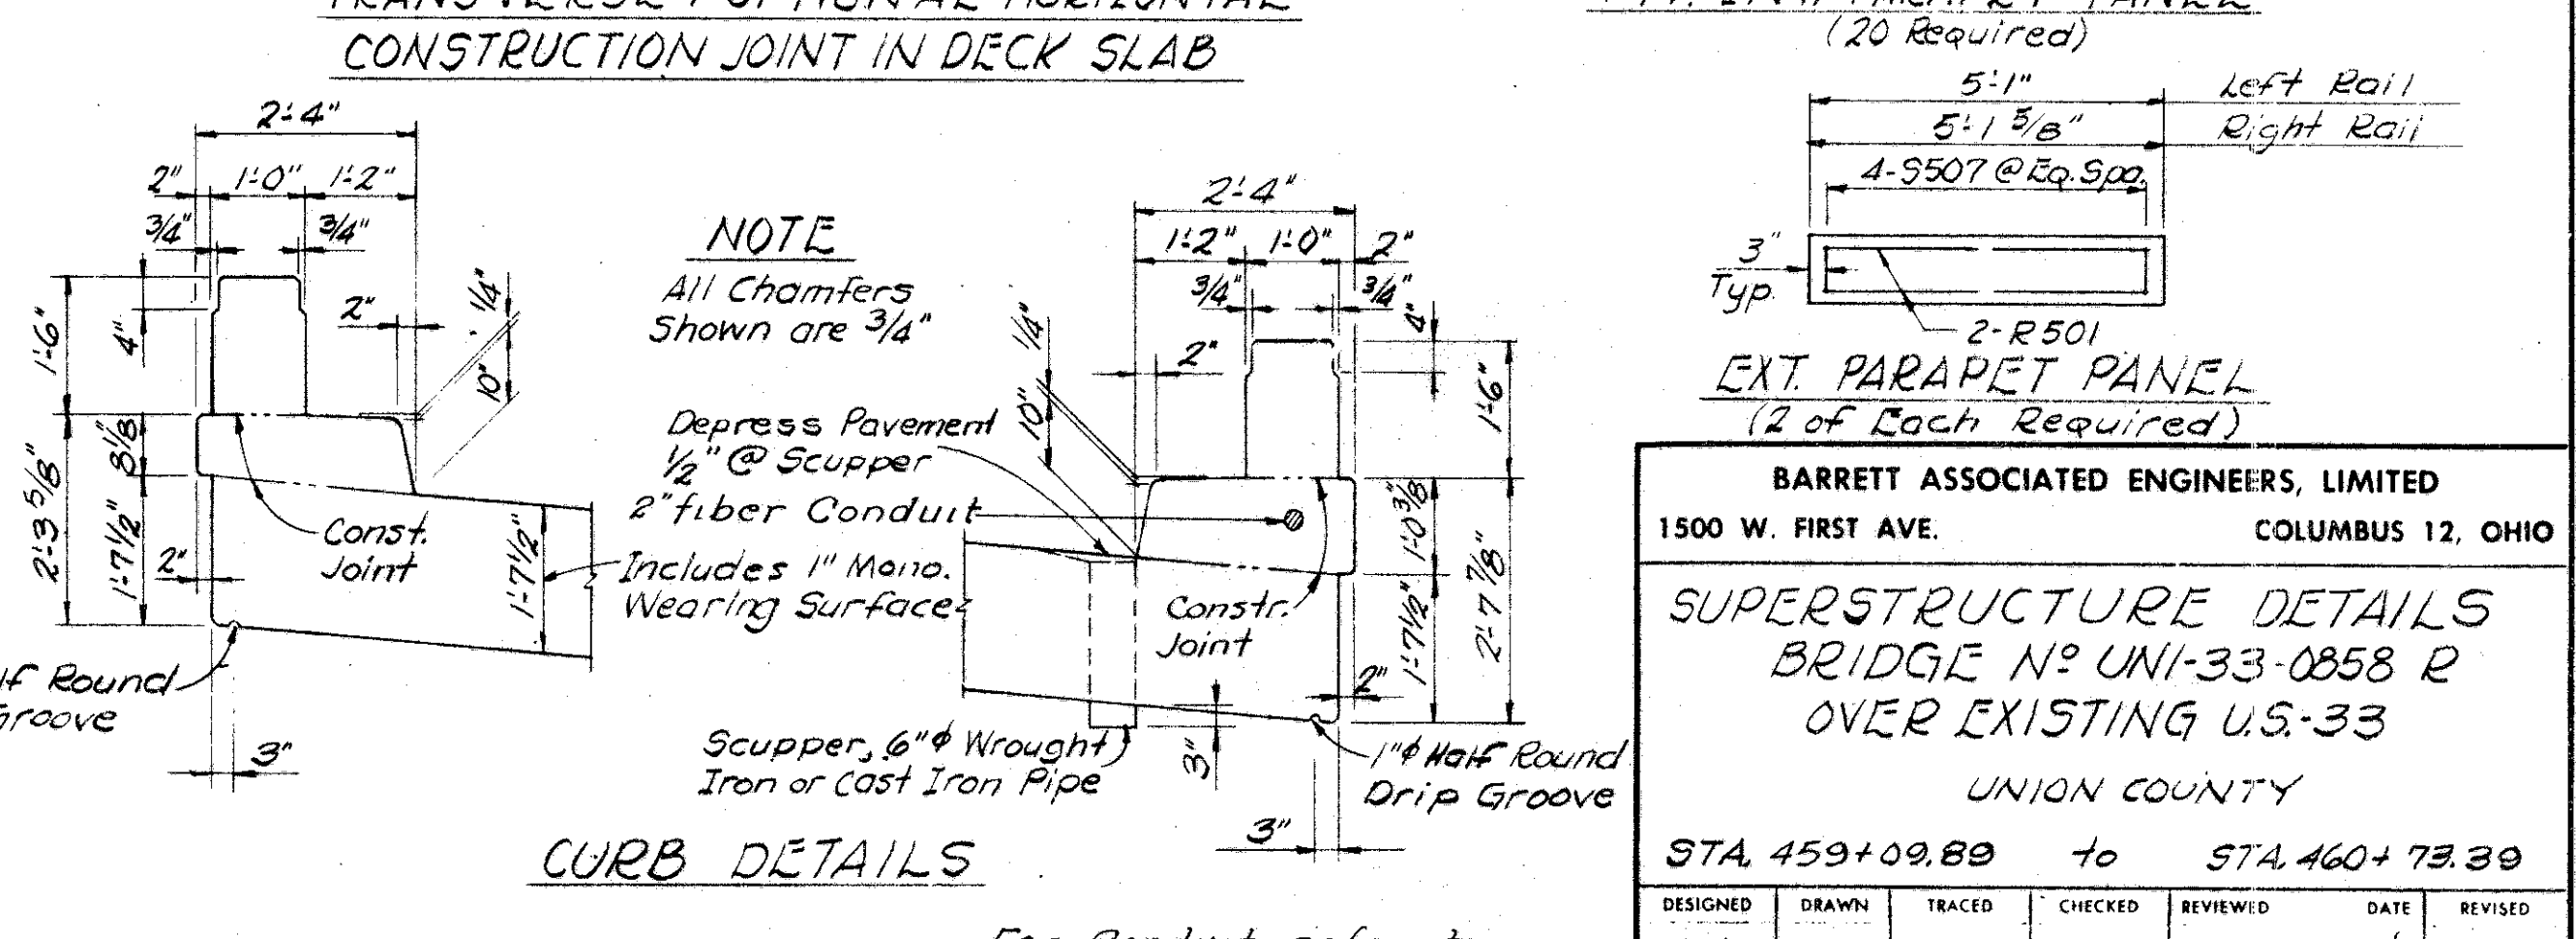 CONSTRUCTION JOINT IN DECK SLAB
2'-4"
2" 1'-0" 1'-2"
3/4" 3/4"
1'-6"
4"
2"
1/4"
10"
2'-3 5/8"
8 1/8"
1'-7 1/2"
2"
Const.
Joint
1'-7 1/2"
Round
Groove
3"
NOTE
All Chamfers
Shown are 3/4"
Depress Pavement
1/2" @ Scupper
2" fiber Conduit
Includes 1" Mono.
Wearing Surface
2'-4"
1'-2" 1'-0" 2"
3/4" 3/4"
1/4"
10"
2"
4"
1'-6"
1'-0 3/8"
1'-7 1/2"
2'-7 7/8"
Constr.
Joint
2"
Scupper, 6"ϕ Wrought
Iron or Cast Iron Pipe
3"
1"ϕ Half Round
Drip Groove
3"
CURB DETAILS
PARAPET PANEL
(20 Required)
5'-1" Left Rail
5'-1 5/8" Right Rail
4-S507 @ Eq. Spa.
3"
Typ.
2-R501
EXT. PARAPET PANEL
(2 of Each Required)
BARRETT ASSOCIATED ENGINEERS, LIMITED
1500 W. FIRST AVE. COLUMBUS 12, OHIO
SUPERSTRUCTURE DETAILS
BRIDGE Nº UNI-33-0858 R
OVER EXISTING U.S.-33
UNION COUNTY
STA. 459+09.89 to STA. 460+73.39
DESIGNED DRAWN TRACED CHECKED REVIEWED DATE REVISED